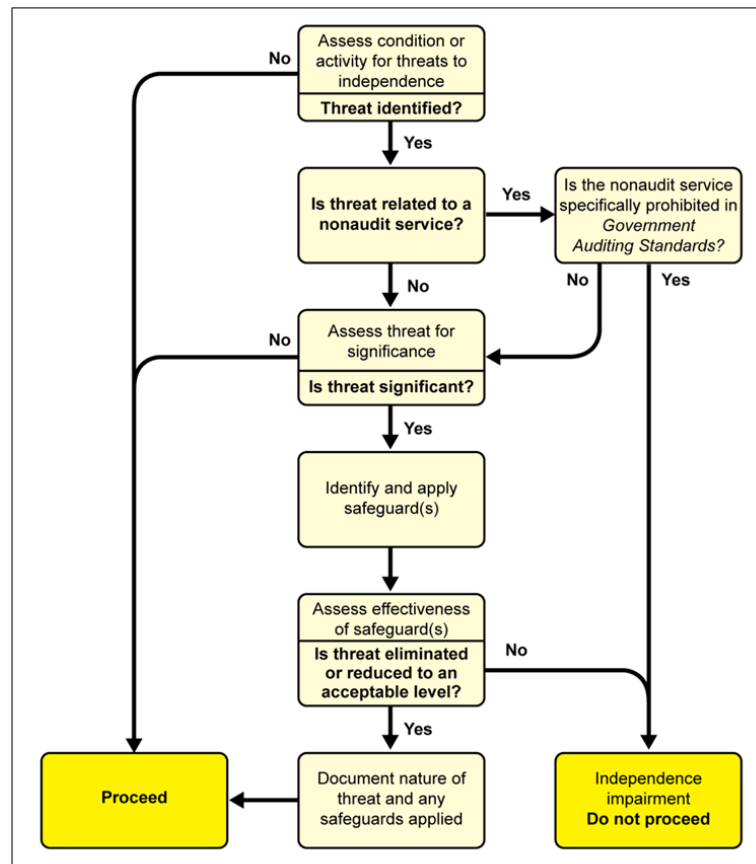 Assess condition or
activity for threats to
independence
Threat identified?
No
Yes
Is threat related to a
nonaudit service?
Yes
Is the nonaudit service
specifically prohibited in
Government
Auditing Standards?
No
No
Yes
Assess threat for
significance
Is threat significant?
No
Yes
Identify and apply
safeguard(s)
Assess effectiveness
of safeguard(s)
Is threat eliminated
or reduced to an
acceptable level?
No
Yes
Proceed
Document nature of
threat and any
safeguards applied
Independence
impairment
Do not proceed